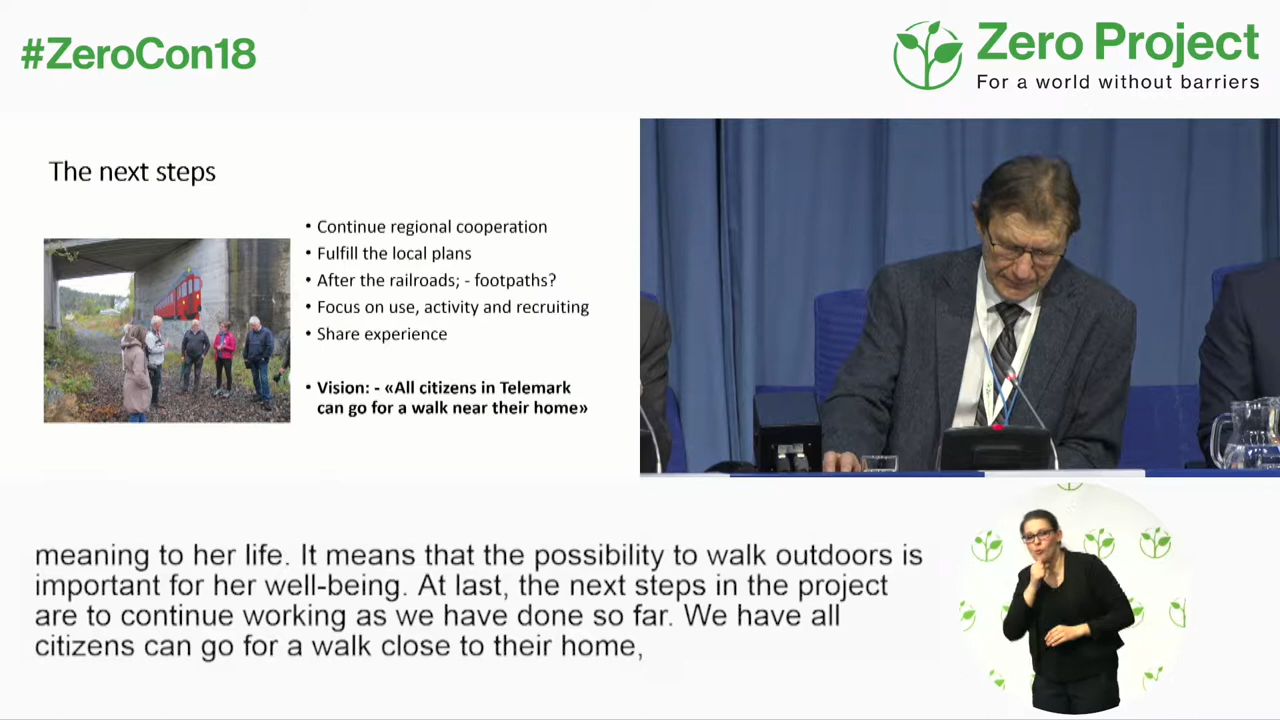 #ZeroCon18
Zero Project
For a world without barriers
The next steps
• Continue regional cooperation
• Fulfill the local plans
• After the railroads; - footpaths?
• Focus on use, activity and recruiting
• Share experience
• Vision: - «All citizens in Telemark
can go for a walk near their home»
meaning to her life. It means that the possibility to walk outdoors is
important for her well-being. At last, the next steps in the project
are to continue working as we have done so far. We have all
citizens can go for a walk close to their home,